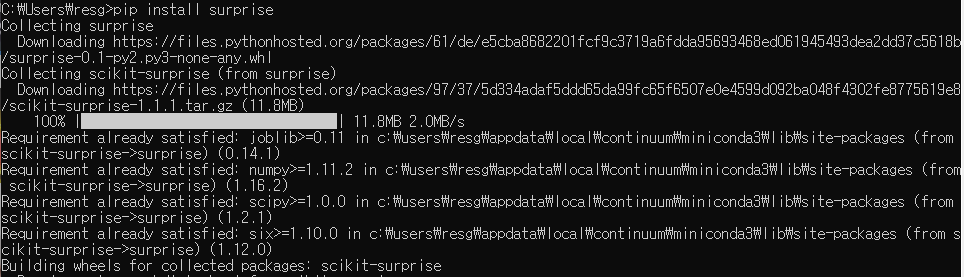 C:₩Users₩resg>pip install surprise
Collecting surprise
  Downloading https://files.pythonhosted.org/packages/61/de/e5cba8682201fcf9c3719a6fdda95693468ed061945493dea2dd37c5618b
/surprise-0.1-py2.py3-none-any.whl
Collecting scikit-surprise (from surprise)
  Downloading https://files.pythonhosted.org/packages/97/37/5d334adaf5ddd65da99fc65f6507e0e4599d092ba048f4302fe8775619e8
/scikit-surprise-1.1.1.tar.gz (11.8MB)
    100% | | 11.8MB 2.0MB/s
Requirement already satisfied: joblib>=0.11 in c:₩users₩resg₩appdata₩local₩continuum₩miniconda3₩lib₩site-packages (from
scikit-surprise->surprise) (0.14.1)
Requirement already satisfied: numpy>=1.11.2 in c:₩users₩resg₩appdata₩local₩continuum₩miniconda3₩lib₩site-packages (from
 scikit-surprise->surprise) (1.16.2)
Requirement already satisfied: scipy>=1.0.0 in c:₩users₩resg₩appdata₩local₩continuum₩miniconda3₩lib₩site-packages (from
scikit-surprise->surprise) (1.2.1)
Requirement already satisfied: six>=1.10.0 in c:₩users₩resg₩appdata₩local₩continuum₩miniconda3₩lib₩site-packages (from s
cikit-surprise->surprise) (1.12.0)
Building wheels for collected packages: scikit-surprise